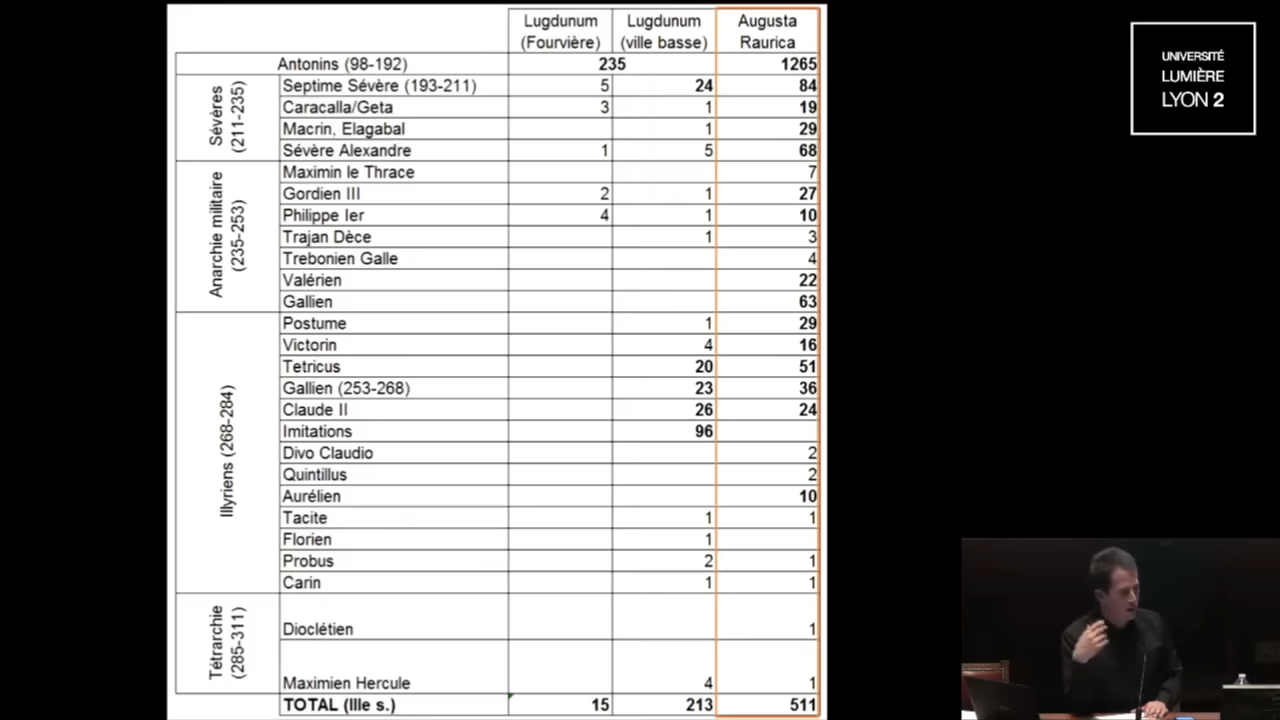 Lugdunum (Fourvière) Lugdunum (ville basse) Augusta Raurica
Antonins (98-192) 235 1265
Sévères (211-235)
Septime Sévère (193-211) 5 24 84
Caracalla/Geta 3 1 19
Macrin, Elagabal 1 29
Sévère Alexandre 1 5 68
Anarchie militaire (235-253)
Maximin le Thrace 7
Gordien III 2 1 27
Philippe Ier 4 1 10
Trajan Dèce 1 3
Trebonien Galle 4
Valérien 22
Gallien 63
Illyriens (268-284)
Postume 1 29
Victorin 4 16
Tetricus 20 51
Gallien (253-268) 23 36
Claude II 26 24
Imitations 96
Divo Claudio 2
Quintillus 2
Aurélien 10
Tacite 1 1
Florien 1
Probus 2 1
Carin 1 1
Tétrarchie (285-311)
Dioclétien 1
Maximien Hercule 4 1
TOTAL (IIIe s.) 15 213 511
UNIVERSITÉ
LUMIÈRE
LYON 2